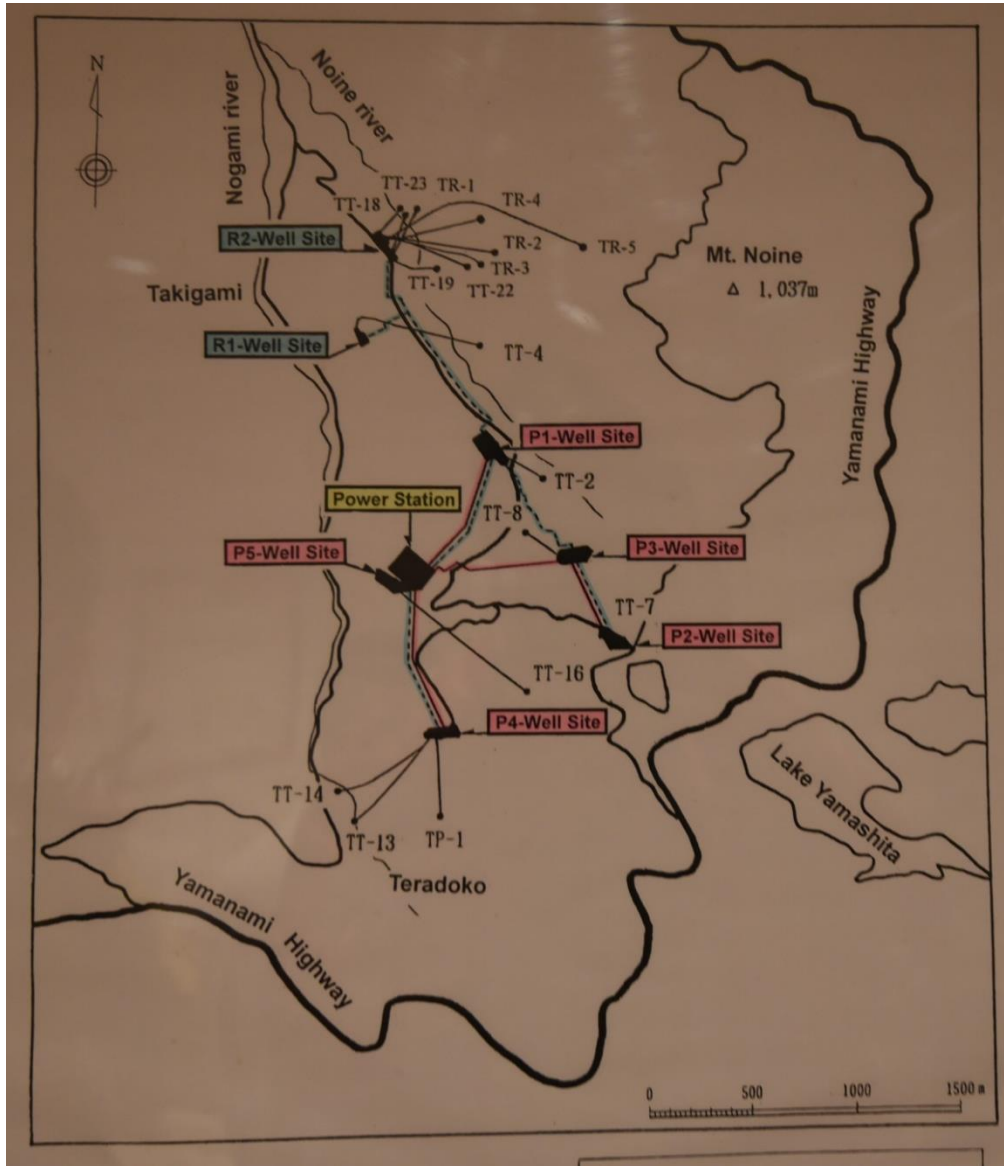 N
Nogami river
Noine river
TT-23
TR-1
TT-18
TR-4
R2-Well Site
TR-2
TR-5
TR-3
TT-19
TT-22
Mt. Noine
△ 1,037m
Takigami
R1-Well Site
TT-4
Yamanami Highway
P1-Well Site
TT-2
Power Station
TT-8
P5-Well Site
P3-Well Site
TT-7
P2-Well Site
TT-16
P4-Well Site
Lake Yamashita
TT-14
TT-13
TP-1
Teradoko
Yamanami Highway
0 500 1000 1500 m